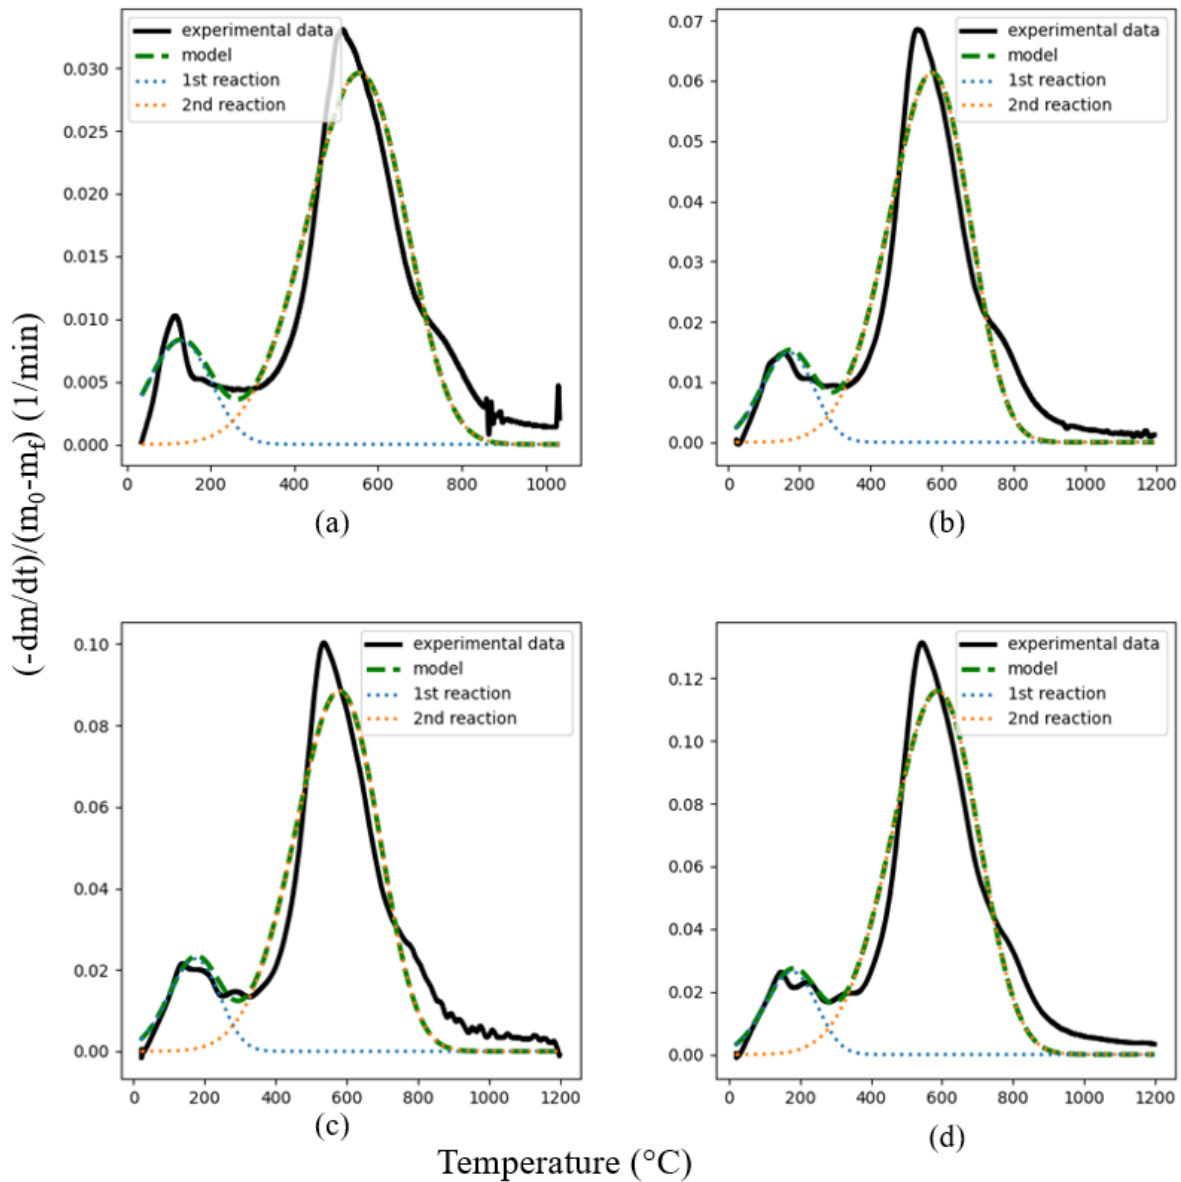 (-dm/dt)/(m₀-m_f) (1/min)
experimental data
model
1st reaction
2nd reaction
0.030
0.025
0.020
0.015
0.010
0.005
0.000
0 200 400 600 800 1000
(a)
0.07
experimental data
model
1st reaction
2nd reaction
0.06
0.05
0.04
0.03
0.02
0.01
0.00
0 200 400 600 800 1000 1200
(b)
0.10
experimental data
model
1st reaction
2nd reaction
0.08
0.06
0.04
0.02
0.00
0 200 400 600 800 1000 1200
(c)
experimental data
model
1st reaction
2nd reaction
0.12
0.10
0.08
0.06
0.04
0.02
0.00
0 200 400 600 800 1000 1200
(d)
Temperature (°C)